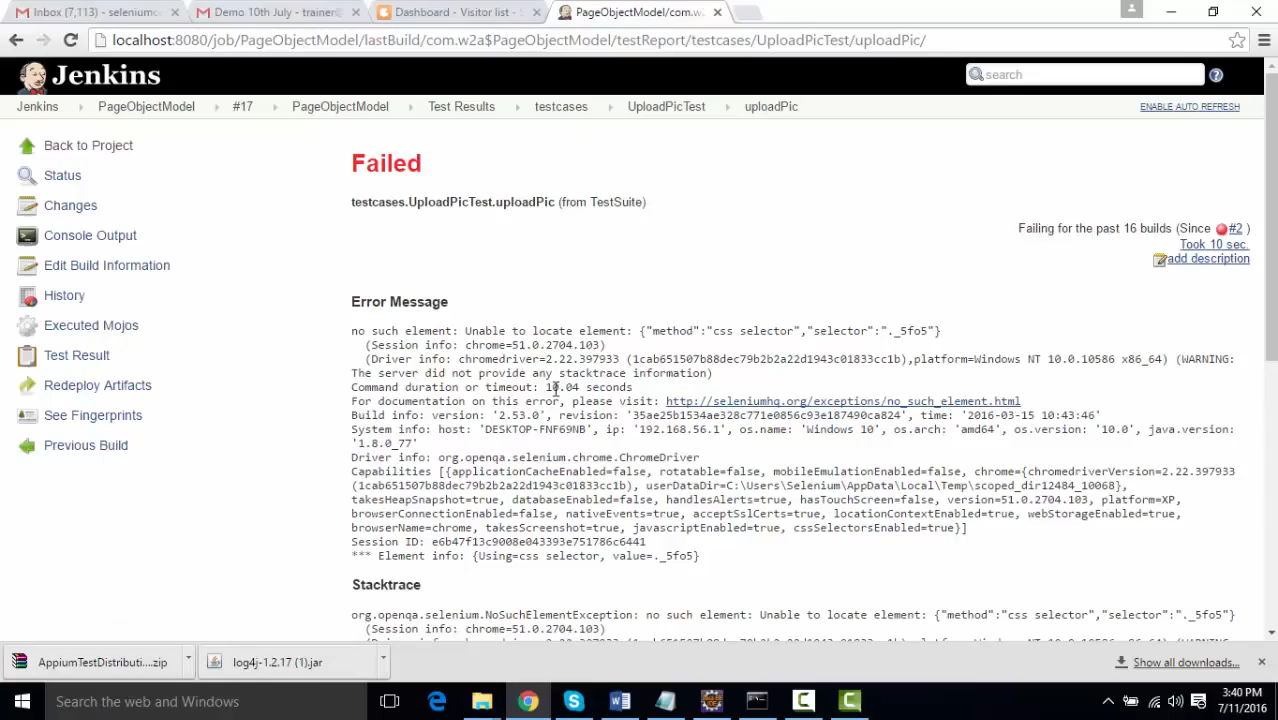 Inbox (7,113) - seleniumc
Demo 10th July - trainer@
Dashboard - Visitor list -
PageObjectModel/com.w
localhost:8080/job/PageObjectModel/lastBuild/com.w2a$PageObjectModel/testReport/testcases/UploadPicTest/uploadPic/
Jenkins
search
Jenkins PageObjectModel #17 PageObjectModel Test Results testcases UploadPicTest uploadPic
ENABLE AUTO REFRESH
Back to Project
Status
Changes
Console Output
Edit Build Information
History
Executed Mojos
Test Result
Redeploy Artifacts
See Fingerprints
Previous Build
Failed
testcases.UploadPicTest.uploadPic (from TestSuite)
Failing for the past 16 builds (Since #2 )
Took 10 sec.
add description
Error Message
no such element: Unable to locate element: {"method":"css selector","selector":"._5fo5"}
(Session info: chrome=51.0.2704.103)
(Driver info: chromedriver=2.22.397933 (1cab651507b88dec79b2b2a22d1943c01833cc1b),platform=Windows NT 10.0.10586 x86_64) (WARNING:
The server did not provide any stacktrace information)
Command duration or timeout: 10.04 seconds
For documentation on this error, please visit: http://seleniumhq.org/exceptions/no_such_element.html
Build info: version: '2.53.0', revision: '35ae25b1534ae328c771e0856c93e187490ca824', time: '2016-03-15 10:43:46'
System info: host: 'DESKTOP-FNF69NB', ip: '192.168.56.1', os.name: 'Windows 10', os.arch: 'amd64', os.version: '10.0', java.version:
'1.8.0_77'
Driver info: org.openqa.selenium.chrome.ChromeDriver
Capabilities [{applicationCacheEnabled=false, rotatable=false, mobileEmulationEnabled=false, chrome={chromedriverVersion=2.22.397933
(1cab651507b88dec79b2b2a22d1943c01833cc1b), userDataDir=C:\Users\Selenium\AppData\Local\Temp\scoped_dir12484_10068},
takesHeapSnapshot=true, databaseEnabled=false, handlesAlerts=true, hasTouchScreen=false, version=51.0.2704.103, platform=XP,
browserConnectionEnabled=false, nativeEvents=true, acceptSslCerts=true, locationContextEnabled=true, webStorageEnabled=true,
browserName=chrome, takesScreenshot=true, javascriptEnabled=true, cssSelectorsEnabled=true}]
Session ID: e6b47f13c9008e043393e751786c6441
*** Element info: {Using=css selector, value=._5fo5}
Stacktrace
org.openqa.selenium.NoSuchElementException: no such element: Unable to locate element: {"method":"css selector","selector":"._5fo5"}
(Session info: chrome=51.0.2704.103)
AppiumTestDistributi....zip
log4j-1.2.17 (1).jar
Show all downloads...
Search the web and Windows
3:40 PM
7/11/2016